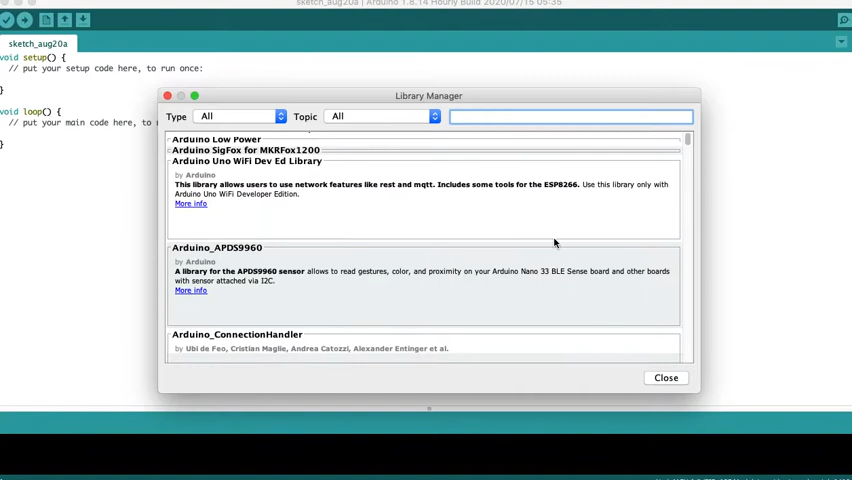 sketch_aug20a | Arduino 1.8.14 Hourly Build 2020/07/15 05:35
sketch_aug20a
void setup() {
// put your setup code here, to run once:
}
void loop() {
// put your main code here, to
}
Library Manager
Type All Topic All
Arduino Low Power
Arduino SigFox for MKRFox1200
Arduino Uno WiFi Dev Ed Library
by Arduino
This library allows users to use network features like rest and mqtt. Includes some tools for the ESP8266. Use this library only with
Arduino Uno WiFi Developer Edition.
More info
Arduino_APDS9960
by Arduino
A library for the APDS9960 sensor allows to read gestures, color, and proximity on your Arduino Nano 33 BLE Sense board and other boards
with sensor attached via I2C.
More info
Arduino_ConnectionHandler
by Ubi de Feo, Cristian Maglie, Andrea Catozzi, Alexander Entinger et al.
Close